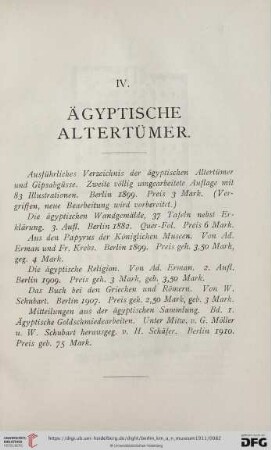 IV.
ÄGYPTISCHE
ALTERTÜMER.
Ausführliches Verzeichnis der ägyptischen Altertümer
und Gipsabgüsse. Zweite völlig umgearbeitete Auflage mit
83 Illustrationen. Berlin 1899. Preis 3 Mark. (Ver-
griffen, neue Bearbeitung wird vorbereitet.)
Die ägyptischen Wandgemälde, 37 Tafeln nebst Er-
klärung. 3. Aufl. Berlin 1882. Quer-Fol. Preis 6 Mark.
Aus den Papyrus der Königlichen Museen. Von Ad.
Erman und Fr. Krebs. Berlin 1899. Preis geh. 3,50 Mark,
geg. 4 Mark.
Die ägyptische Religion. Von Ad. Erman. 2. Aufl.
Berlin 1909. Preis geh. 3 Mark, geb. 3,50 Mark.
Das Buch bei den Griechen und Römern. Von W.
Schubart. Berlin 1907. Preis geh. 2,50 Mark, geb. 3 Mark.
Mitteilungen aus der ägyptischen Sammlung. Bd. 1.
Ägyptische Goldschmiedearbeiten. Unter Mitw. v. G. Möller
u. W. Schubart herausgeg. v. H. Schäfer. Berlin 1910.
Preis geb. 75 Mark.
UNIVERSITÄTS-
BIBLIOTHEK
HEIDELBERG
DFG